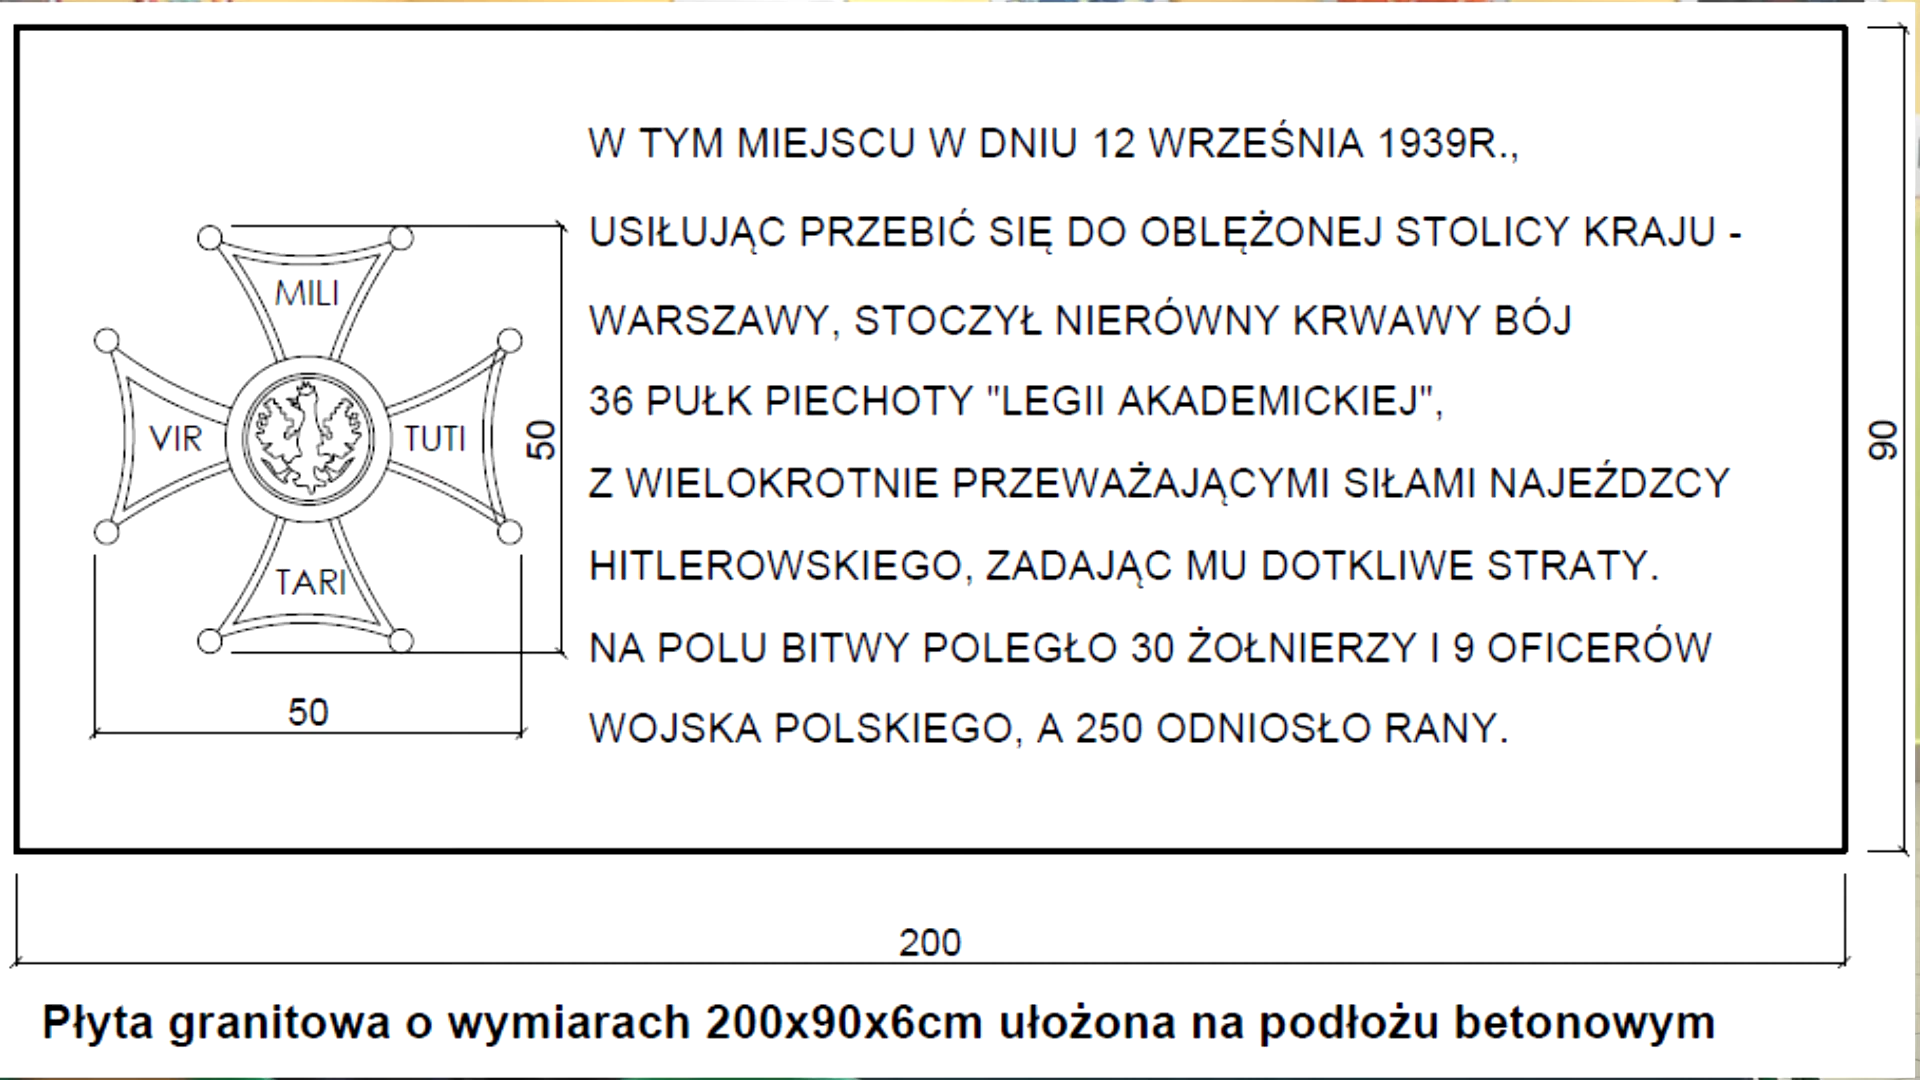 W TYM MIEJSCU W DNIU 12 WRZEŚNIA 1939R.,
USIŁUJĄC PRZEBIĆ SIĘ DO OBLĘŻONEJ STOLICY KRAJU -
WARSZAWY, STOCZYŁ NIERÓWNY KRWAWY BÓJ
36 PUŁK PIECHOTY "LEGII AKADEMICKIEJ",
Z WIELOKROTNIE PRZEWAŻAJĄCYMI SIŁAMI NAJEŹDZCY
HITLEROWSKIEGO, ZADAJĄC MU DOTKLIWE STRATY.
NA POLU BITWY POLEGŁO 30 ŻOŁNIERZY I 9 OFICERÓW
WOJSKA POLSKIEGO, A 250 ODNIOSŁO RANY.
MILI
VIR TUTI
TARI
50
50
90
200
Płyta granitowa o wymiarach 200x90x6cm ułożona na podłożu betonowym